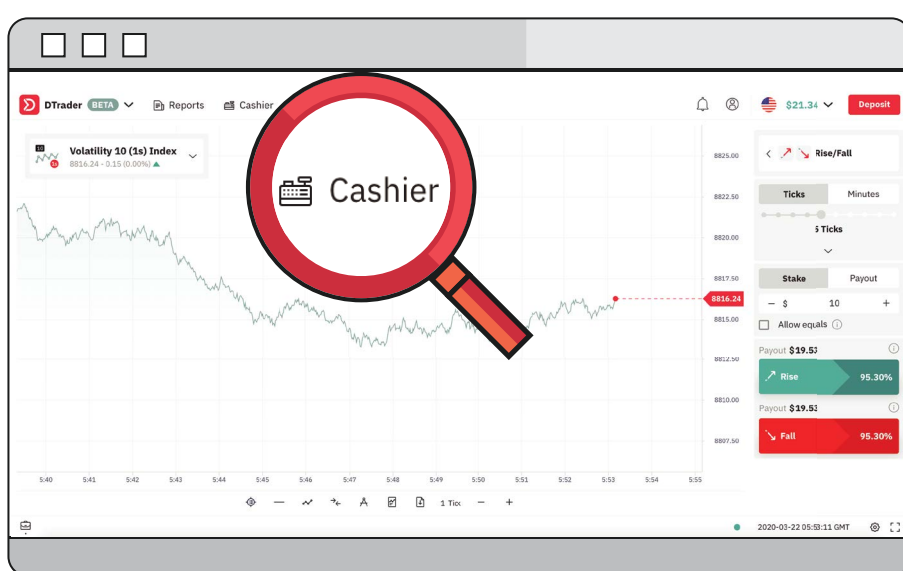 DTrader BETA Reports Cashier $21.34 Deposit
10
1s
Volatility 10 (1s) Index
8816.24 - 0.15 (0.00%)
Cashier
8825.00
8822.50
8820.00
8817.50
8816.24
8815.00
8812.50
8810.00
8807.50
Rise/Fall
Ticks Minutes
5 Ticks
Stake Payout
− $ 10 +
Allow equals
Payout $19.53
Rise 95.30%
Payout $19.53
Fall 95.30%
5:40 5:41 5:42 5:43 5:44 5:45 5:46 5:47 5:48 5:49 5:50 5:51 5:52 5:53 5:54 5:55
1 Tick − +
2020-03-22 05:53:11 GMT